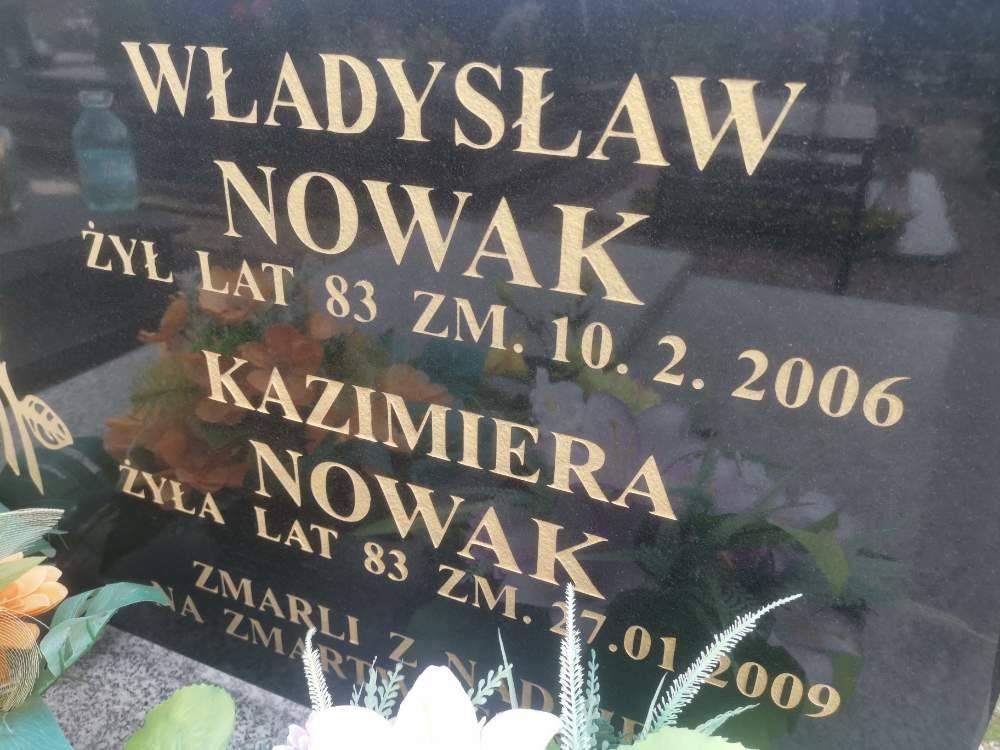 WŁADYSŁAW
NOWAK
ŻYŁ LAT 83 ZM. 10. 2. 2006
KAZIMIERA
NOWAK
ŻYŁA LAT 83 ZM. 27.01.2009
ZMARLI Z
NA